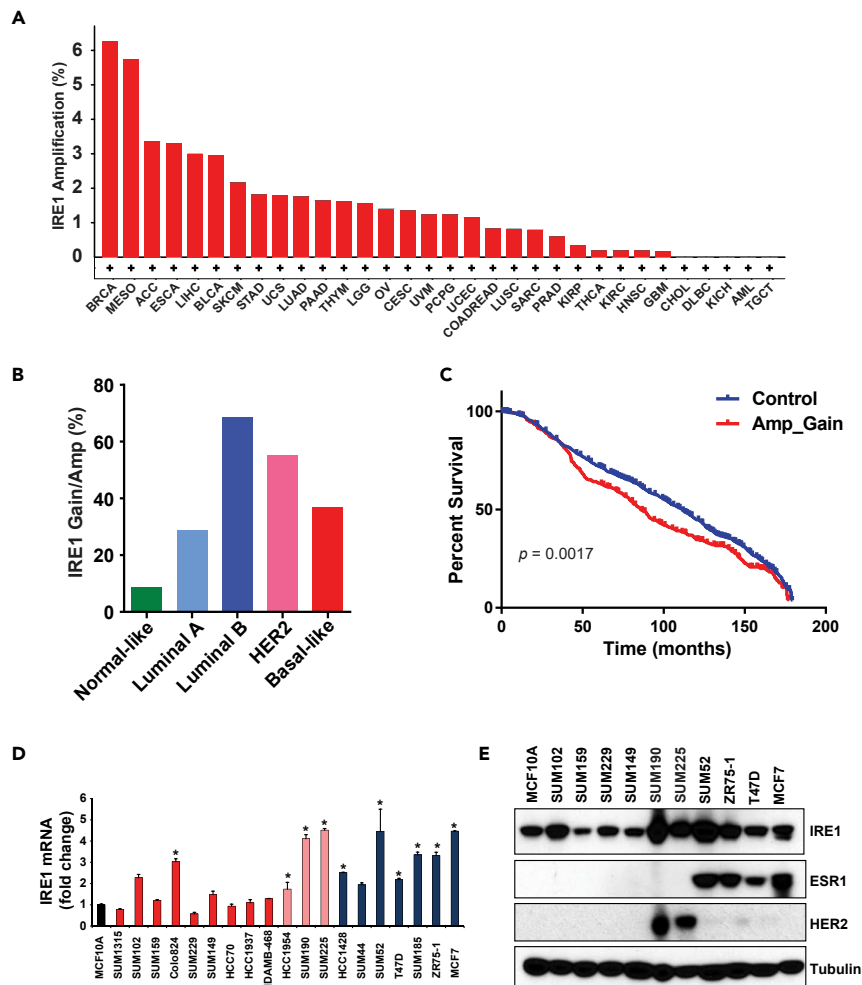 A
IRE1 Amplification (%)
6
5
4
3
2
1
0
+ + + + + + + + + + + + + + + + + + + + + + + + + + + + + + + +
BRCA MESO ACC ESCA LIHC BLCA SKCM STAD UCS LUAD PAAD THYM LGG OV CESC UVM PCPG UCEC COADREAD LUSC SARC PRAD KIRP THCA KIRC HNSC GBM CHOL DLBC KICH AML TGCT
B
IRE1 Gain/Amp (%)
80
60
40
20
0
Normal-like Luminal A Luminal B HER2 Basal-like
C
Control
Amp_Gain
Percent Survival
100
50
0
p = 0.0017
0 50 100 150 200
Time (months)
D
IRE1 mRNA
(fold change)
6
5
4
3
2
1
0
* * * * * * * * * *
MCF10A SUM1315 SUM102 SUM159 Colo824 SUM229 SUM149 HCC70 HCC1937 DAMB-468 HCC1954 SUM190 SUM225 HCC1428 SUM44 SUM52 T47D SUM185 ZR75-1 MCF7
E
MCF10A SUM102 SUM159 SUM229 SUM149 SUM190 SUM225 SUM52 ZR75-1 T47D MCF7
IRE1
ESR1
HER2
Tubulin